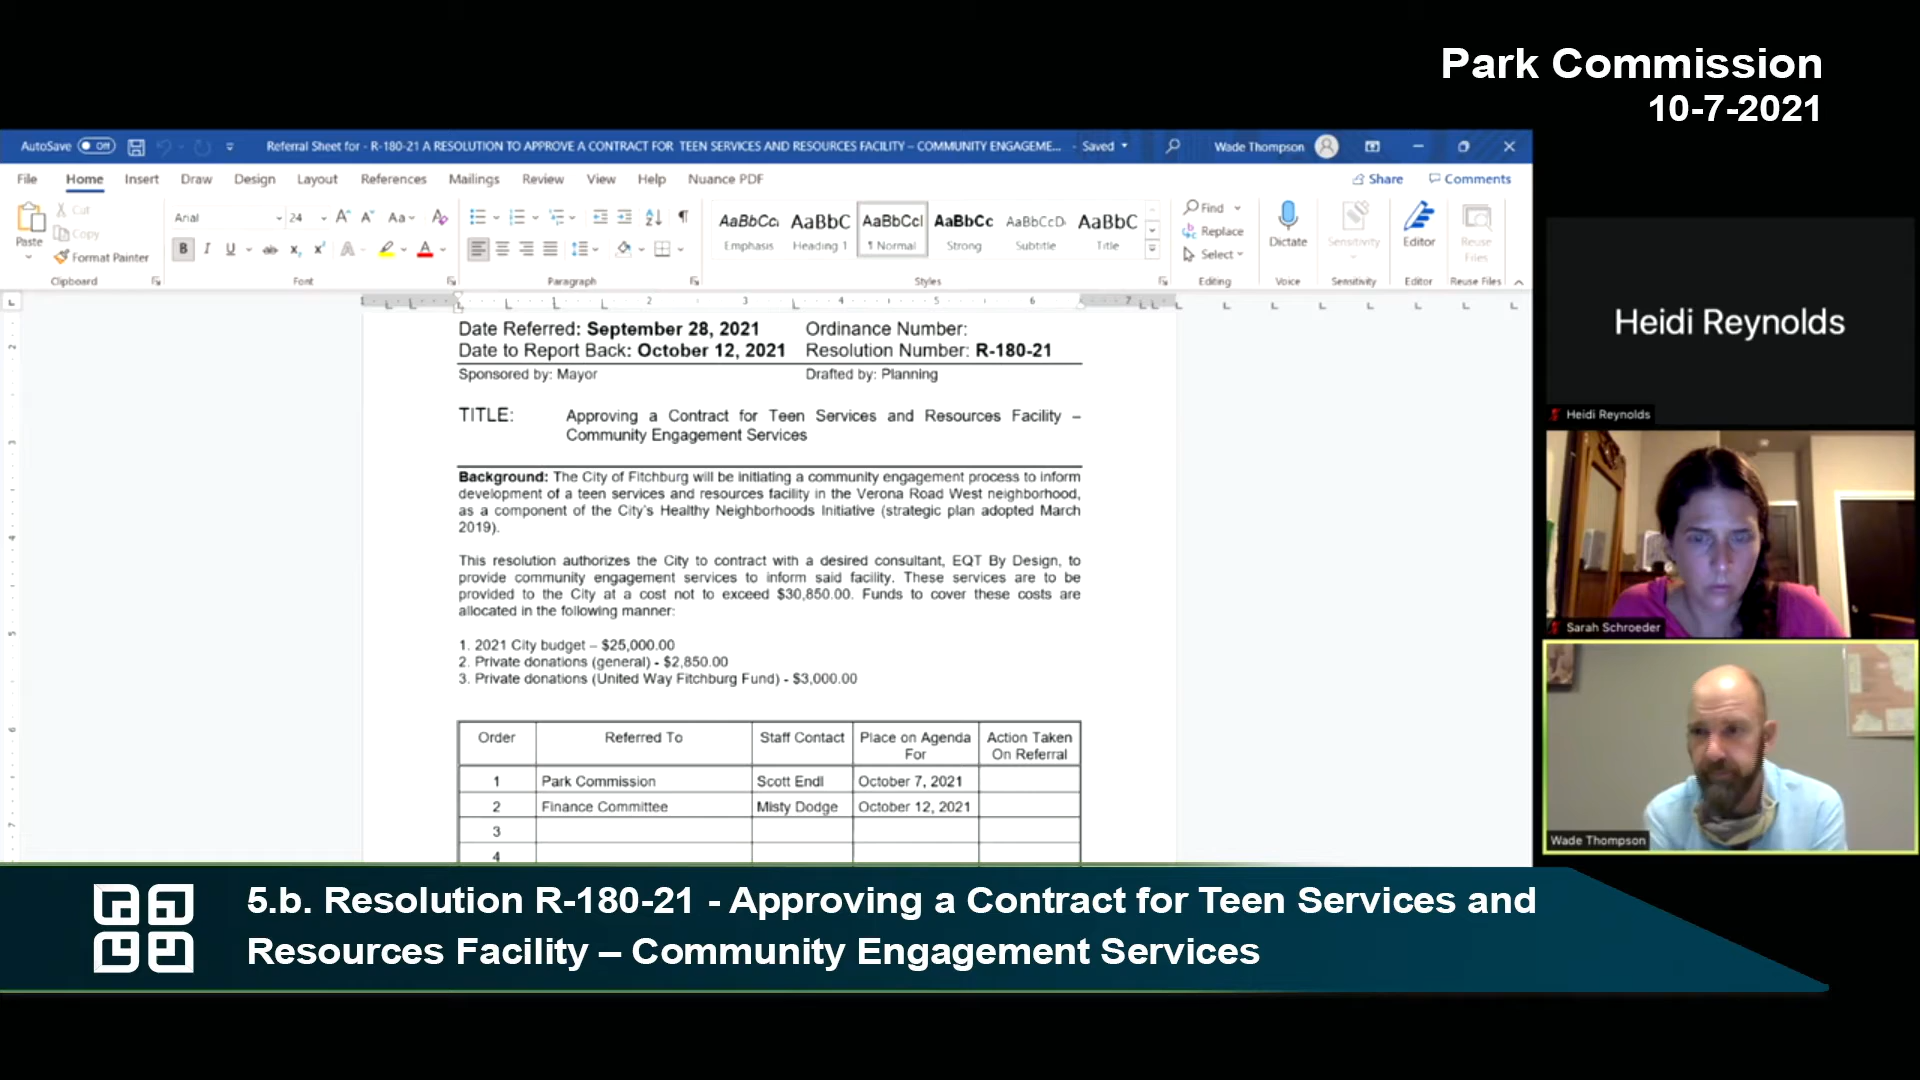 Park Commission
10-7-2021
AutoSave Off Referral Sheet for - R-180-21 A RESOLUTION TO APPROVE A CONTRACT FOR TEEN SERVICES AND RESOURCES FACILITY – COMMUNITY ENGAGEME... - Saved Wade Thompson
File Home Insert Draw Design Layout References Mailings Review View Help Nuance PDF Share Comments
Paste
Cut
Copy
Format Painter
Clipboard
Arial 24
Font
Paragraph
AaBbCcI AaBbC AaBbCcI AaBbCc AaBbCcD AaBbC
Emphasis Heading 1 ¶ Normal Strong Subtitle Title
Styles
Find
Replace
Select
Editing
Dictate
Voice
Sensitivity
Sensitivity
Editor
Editor
Reuse
Files
Reuse Files
1 1 2 3 4 5 6 7
Date Referred: September 28, 2021 Ordinance Number:
Date to Report Back: October 12, 2021 Resolution Number: R-180-21
Sponsored by: Mayor Drafted by: Planning
TITLE: Approving a Contract for Teen Services and Resources Facility –
Community Engagement Services
Background: The City of Fitchburg will be initiating a community engagement process to inform
development of a teen services and resources facility in the Verona Road West neighborhood,
as a component of the City's Healthy Neighborhoods Initiative (strategic plan adopted March
2019).
This resolution authorizes the City to contract with a desired consultant, EQT By Design, to
provide community engagement services to inform said facility. These services are to be
provided to the City at a cost not to exceed $30,850.00. Funds to cover these costs are
allocated in the following manner:
1. 2021 City budget – $25,000.00
2. Private donations (general) - $2,850.00
3. Private donations (United Way Fitchburg Fund) - $3,000.00
Order Referred To Staff Contact Place on Agenda For Action Taken On Referral
1 Park Commission Scott Endl October 7, 2021
2 Finance Committee Misty Dodge October 12, 2021
3
4
Heidi Reynolds
Heidi Reynolds
Sarah Schroeder
Wade Thompson
5.b. Resolution R-180-21 - Approving a Contract for Teen Services and
Resources Facility – Community Engagement Services